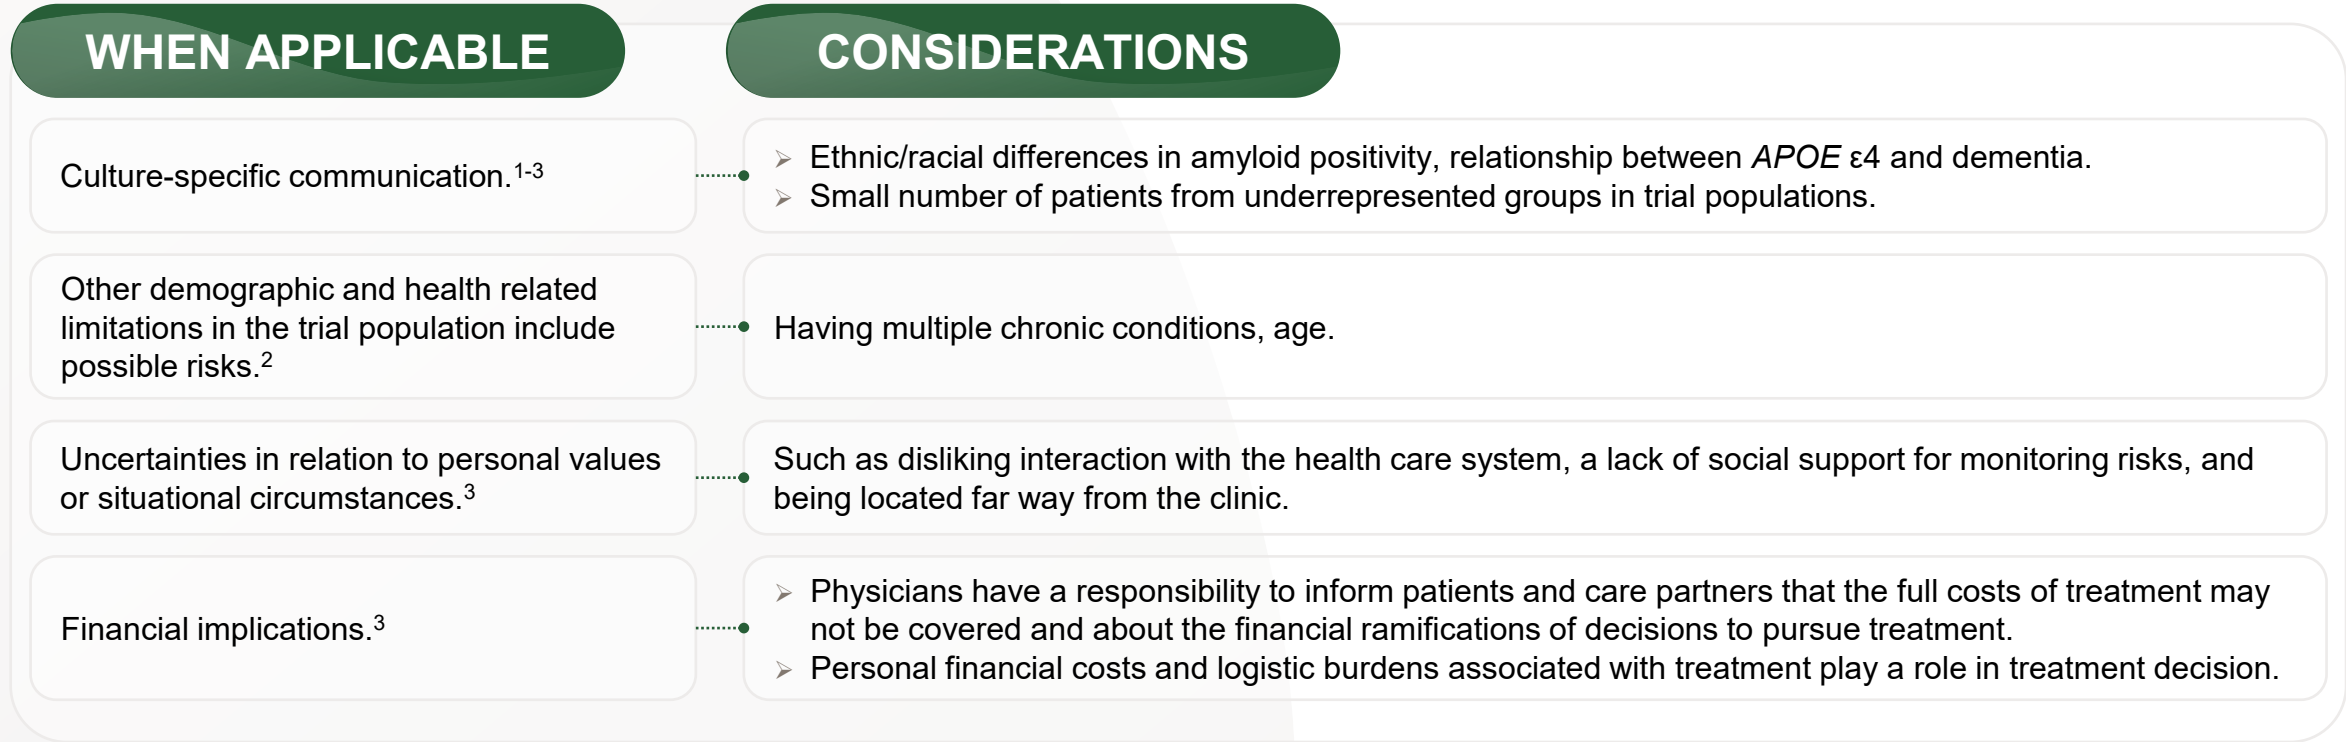 WHEN APPLICABLE
CONSIDERATIONS
Culture-specific communication.1-3
➢ Ethnic/racial differences in amyloid positivity, relationship between APOE ε4 and dementia.
➢ Small number of patients from underrepresented groups in trial populations.
Other demographic and health related
limitations in the trial population include
possible risks.2
Having multiple chronic conditions, age.
Uncertainties in relation to personal values
or situational circumstances.3
Such as disliking interaction with the health care system, a lack of social support for monitoring risks, and
being located far way from the clinic.
Financial implications.3
➢ Physicians have a responsibility to inform patients and care partners that the full costs of treatment may
not be covered and about the financial ramifications of decisions to pursue treatment.
➢ Personal financial costs and logistic burdens associated with treatment play a role in treatment decision.